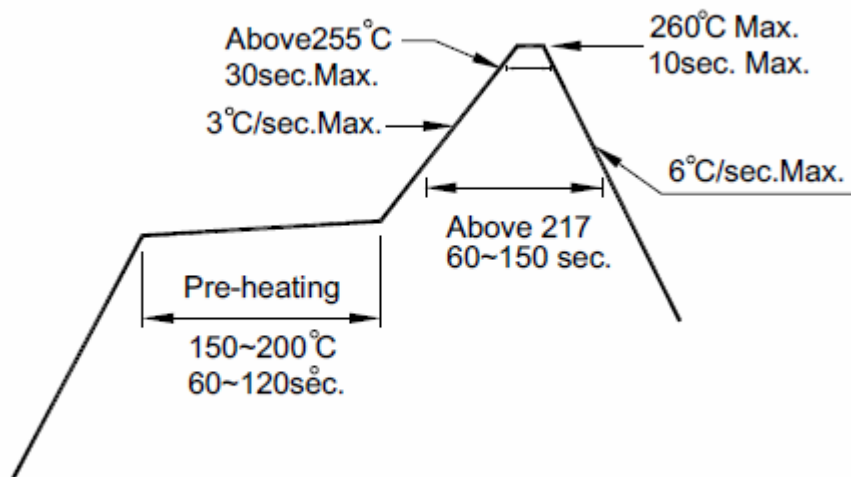 Above255°C
30sec.Max.
260°C Max.
10sec. Max.
3°C/sec.Max.
6°C/sec.Max.
Above 217
60~150 sec.
Pre-heating
150~200°C
60~120sec.